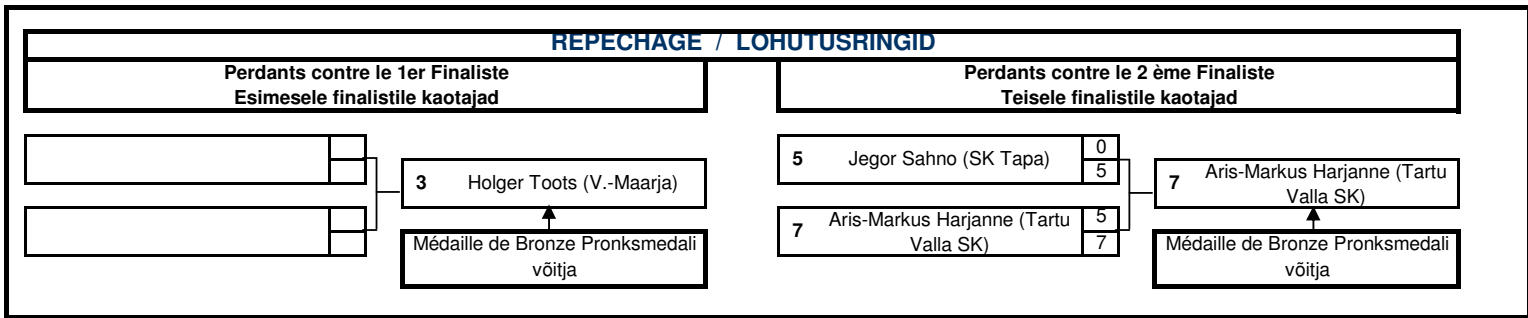 REPECHAGE / LOHUTUSRINGID
Perdants contre le 1er Finaliste
Esimesele finalistile kaotajad
Perdants contre le 2 ème Finaliste
Teisele finalistile kaotajad
3 Holger Toots (V.-Maarja)
Médaille de Bronze Pronksmedali
võitja
5 Jegor Sahno (SK Tapa)
0
5
7 Aris-Markus Harjanne (Tartu
Valla SK)
5
7
7 Aris-Markus Harjanne (Tartu
Valla SK)
Médaille de Bronze Pronksmedali
võitja